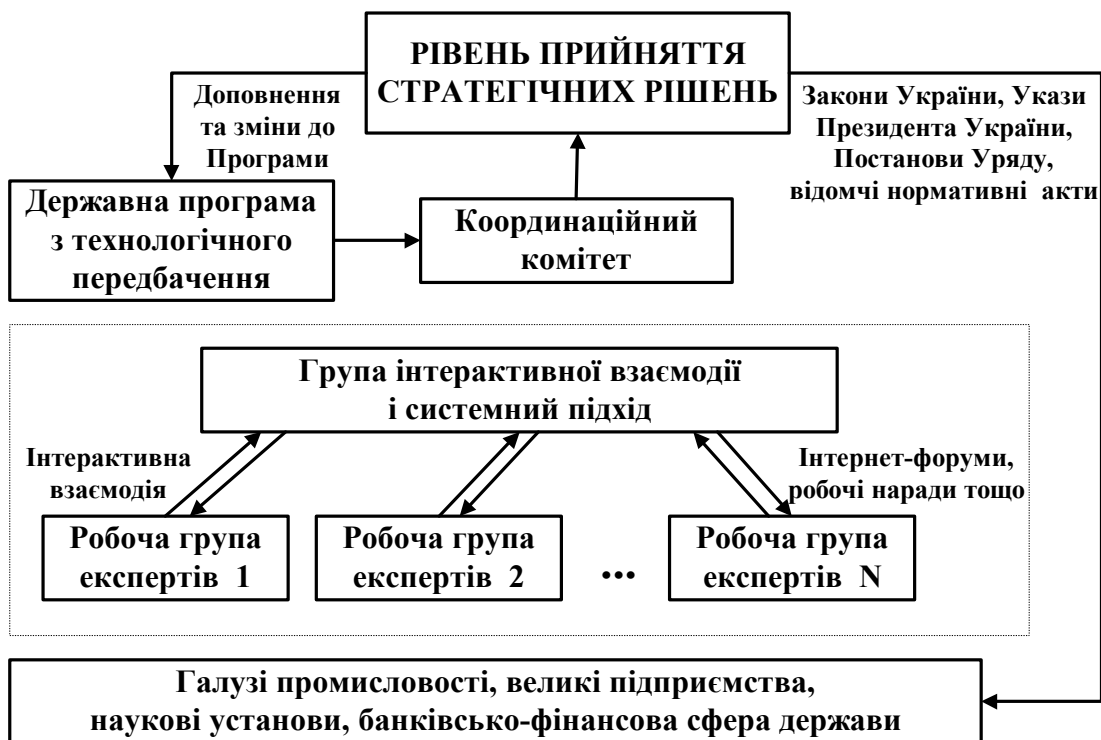 РІВЕНЬ ПРИЙНЯТТЯ
СТРАТЕГІЧНИХ РІШЕНЬ
Доповнення
та зміни до
Програми
Закони України, Укази
Президента України,
Постанови Уряду,
відомчі нормативні акти
Державна програма
з технологічного
передбачення
Координаційний
комітет
Група інтерактивної взаємодії
і системний підхід
Інтерактивна
взаємодія
Інтернет-форуми,
робочі наради тощо
Робоча група
експертів 1
Робоча група
експертів 2
...
Робоча група
експертів N
Галузі промисловості, великі підприємства,
наукові установи, банківсько-фінансова сфера держави